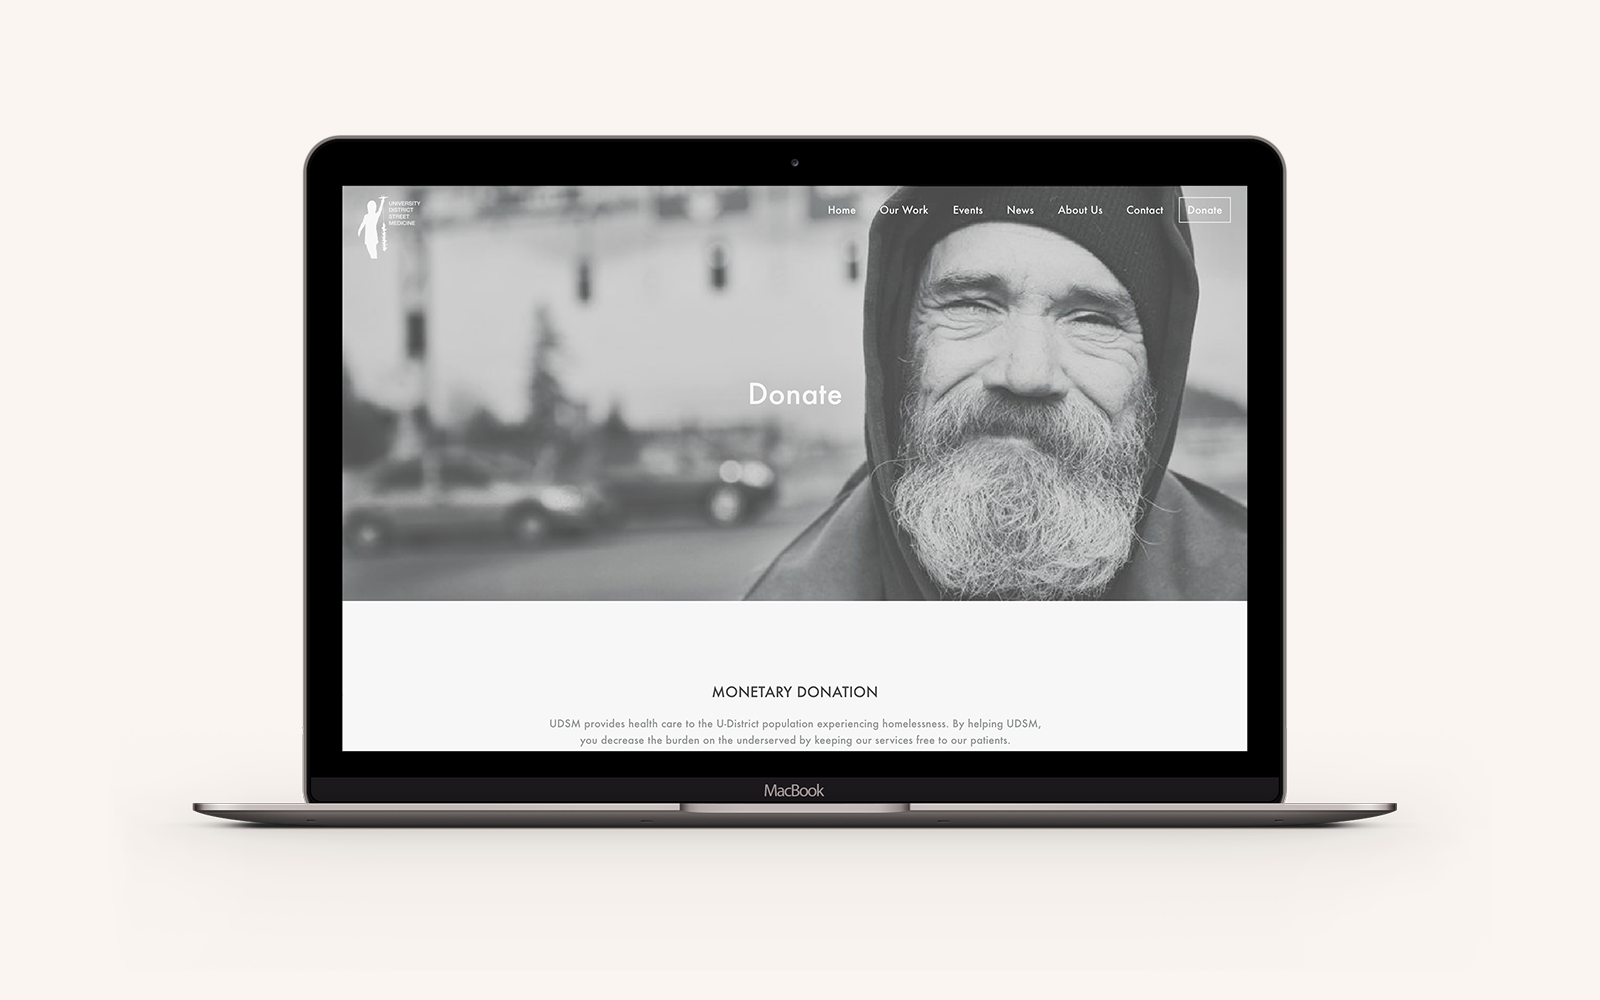 UNIVERSITY
DISTRICT
STREET
MEDICINE
Home Our Work Events News About Us Contact Donate
Donate
MONETARY DONATION
UDSM provides health care to the U-District population experiencing homelessness. By helping UDSM,
you decrease the burden on the underserved by keeping our services free to our patients.
MacBook